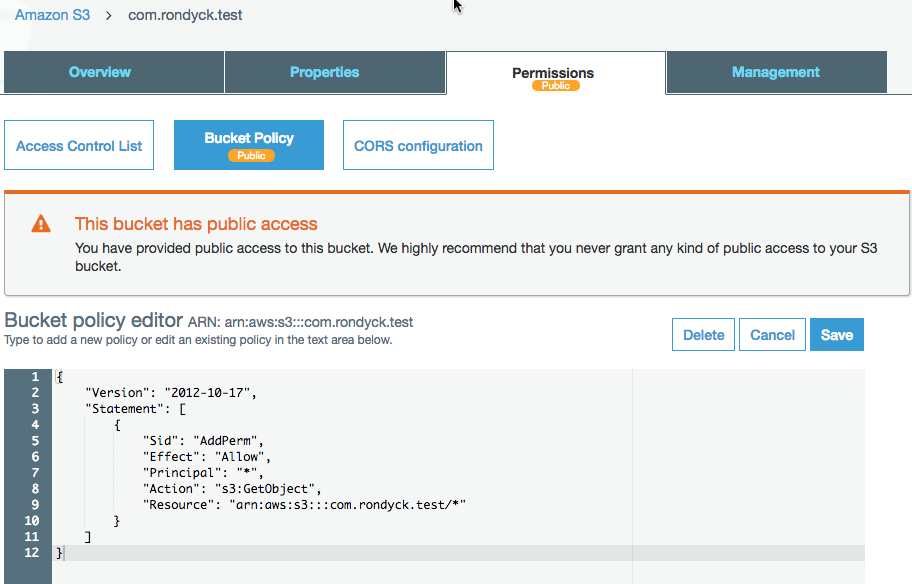 Amazon S3 > com.rondyck.test
Overview Properties Permissions Management
Public
Access Control List Bucket Policy CORS configuration
Public
This bucket has public access
You have provided public access to this bucket. We highly recommend that you never grant any kind of public access to your S3
bucket.
Bucket policy editor ARN: arn:aws:s3:::com.rondyck.test
Type to add a new policy or edit an existing policy in the text area below.
Delete Cancel Save
1 {
2 "Version": "2012-10-17",
3 "Statement": [
4 {
5 "Sid": "AddPerm",
6 "Effect": "Allow",
7 "Principal": "*",
8 "Action": "s3:GetObject",
9 "Resource": "arn:aws:s3:::com.rondyck.test/*"
10 }
11 ]
12 }